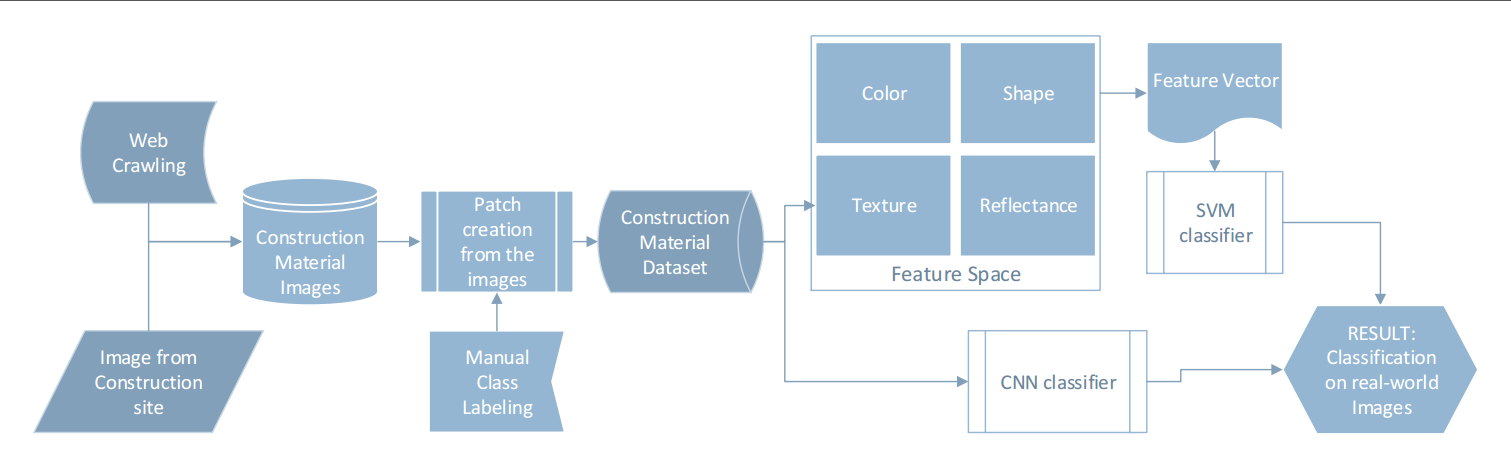 Web
Crawling
Image from
Construction
site
Construction
Material
Images
Patch
creation
from the
images
Manual
Class
Labeling
Construction
Material
Dataset
Color
Shape
Texture
Reflectance
Feature Space
Feature Vector
SVM
classifier
CNN classifier
RESULT:
Classification
on real-world
Images